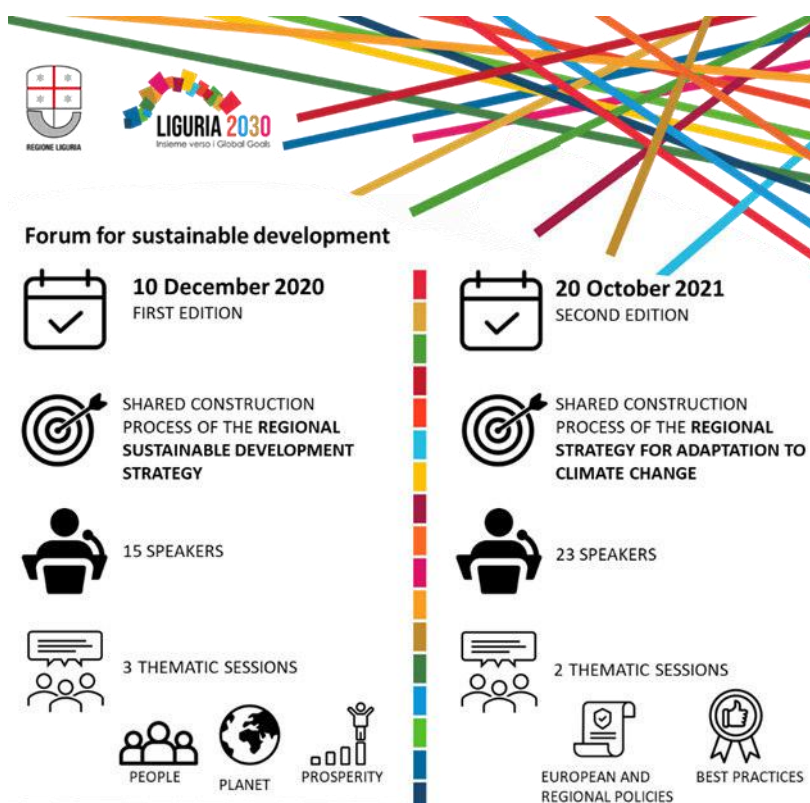 REGIONE LIGURIA
LIGURIA 2030
Insieme verso i Global Goals
Forum for sustainable development
10 December 2020
FIRST EDITION
SHARED CONSTRUCTION
PROCESS OF THE REGIONAL
SUSTAINABLE DEVELOPMENT
STRATEGY
15 SPEAKERS
3 THEMATIC SESSIONS
PEOPLE
PLANET
PROSPERITY
20 October 2021
SECOND EDITION
SHARED CONSTRUCTION
PROCESS OF THE REGIONAL
STRATEGY FOR ADAPTATION TO
CLIMATE CHANGE
23 SPEAKERS
2 THEMATIC SESSIONS
EUROPEAN AND
REGIONAL POLICIES
BEST PRACTICES